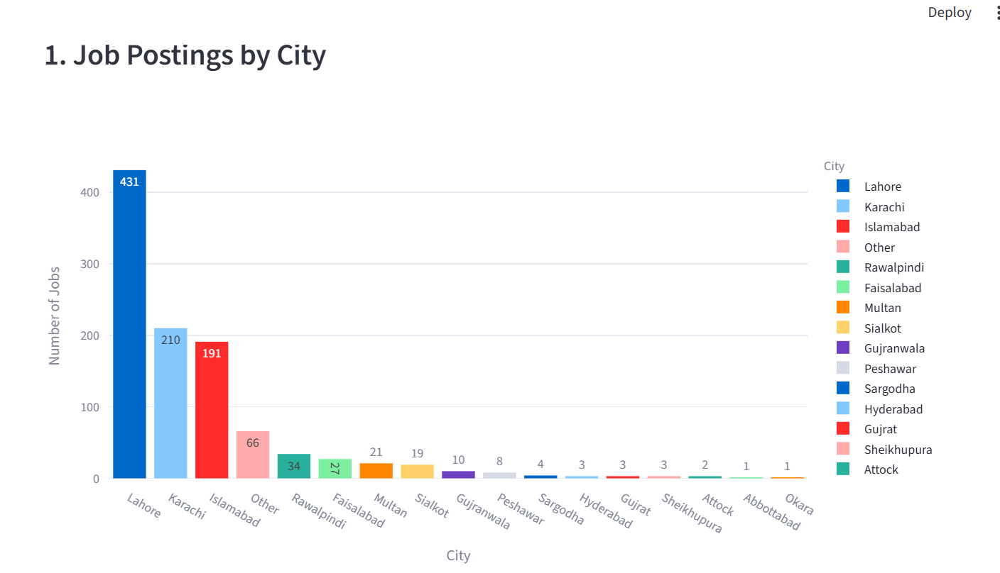 Deploy
1. Job Postings by City
Number of Jobs
400
300
200
100
0
431
210
191
66
34
27
21
19
10
8
4
3
3
3
2
1
1
Lahore
Karachi
Islamabad
Other
Rawalpindi
Faisalabad
Multan
Sialkot
Gujranwala
Peshawar
Sargodha
Hyderabad
Gujrat
Sheikhupura
Attock
Abbottabad
Okara
City
City
Lahore
Karachi
Islamabad
Other
Rawalpindi
Faisalabad
Multan
Sialkot
Gujranwala
Peshawar
Sargodha
Hyderabad
Gujrat
Sheikhupura
Attock